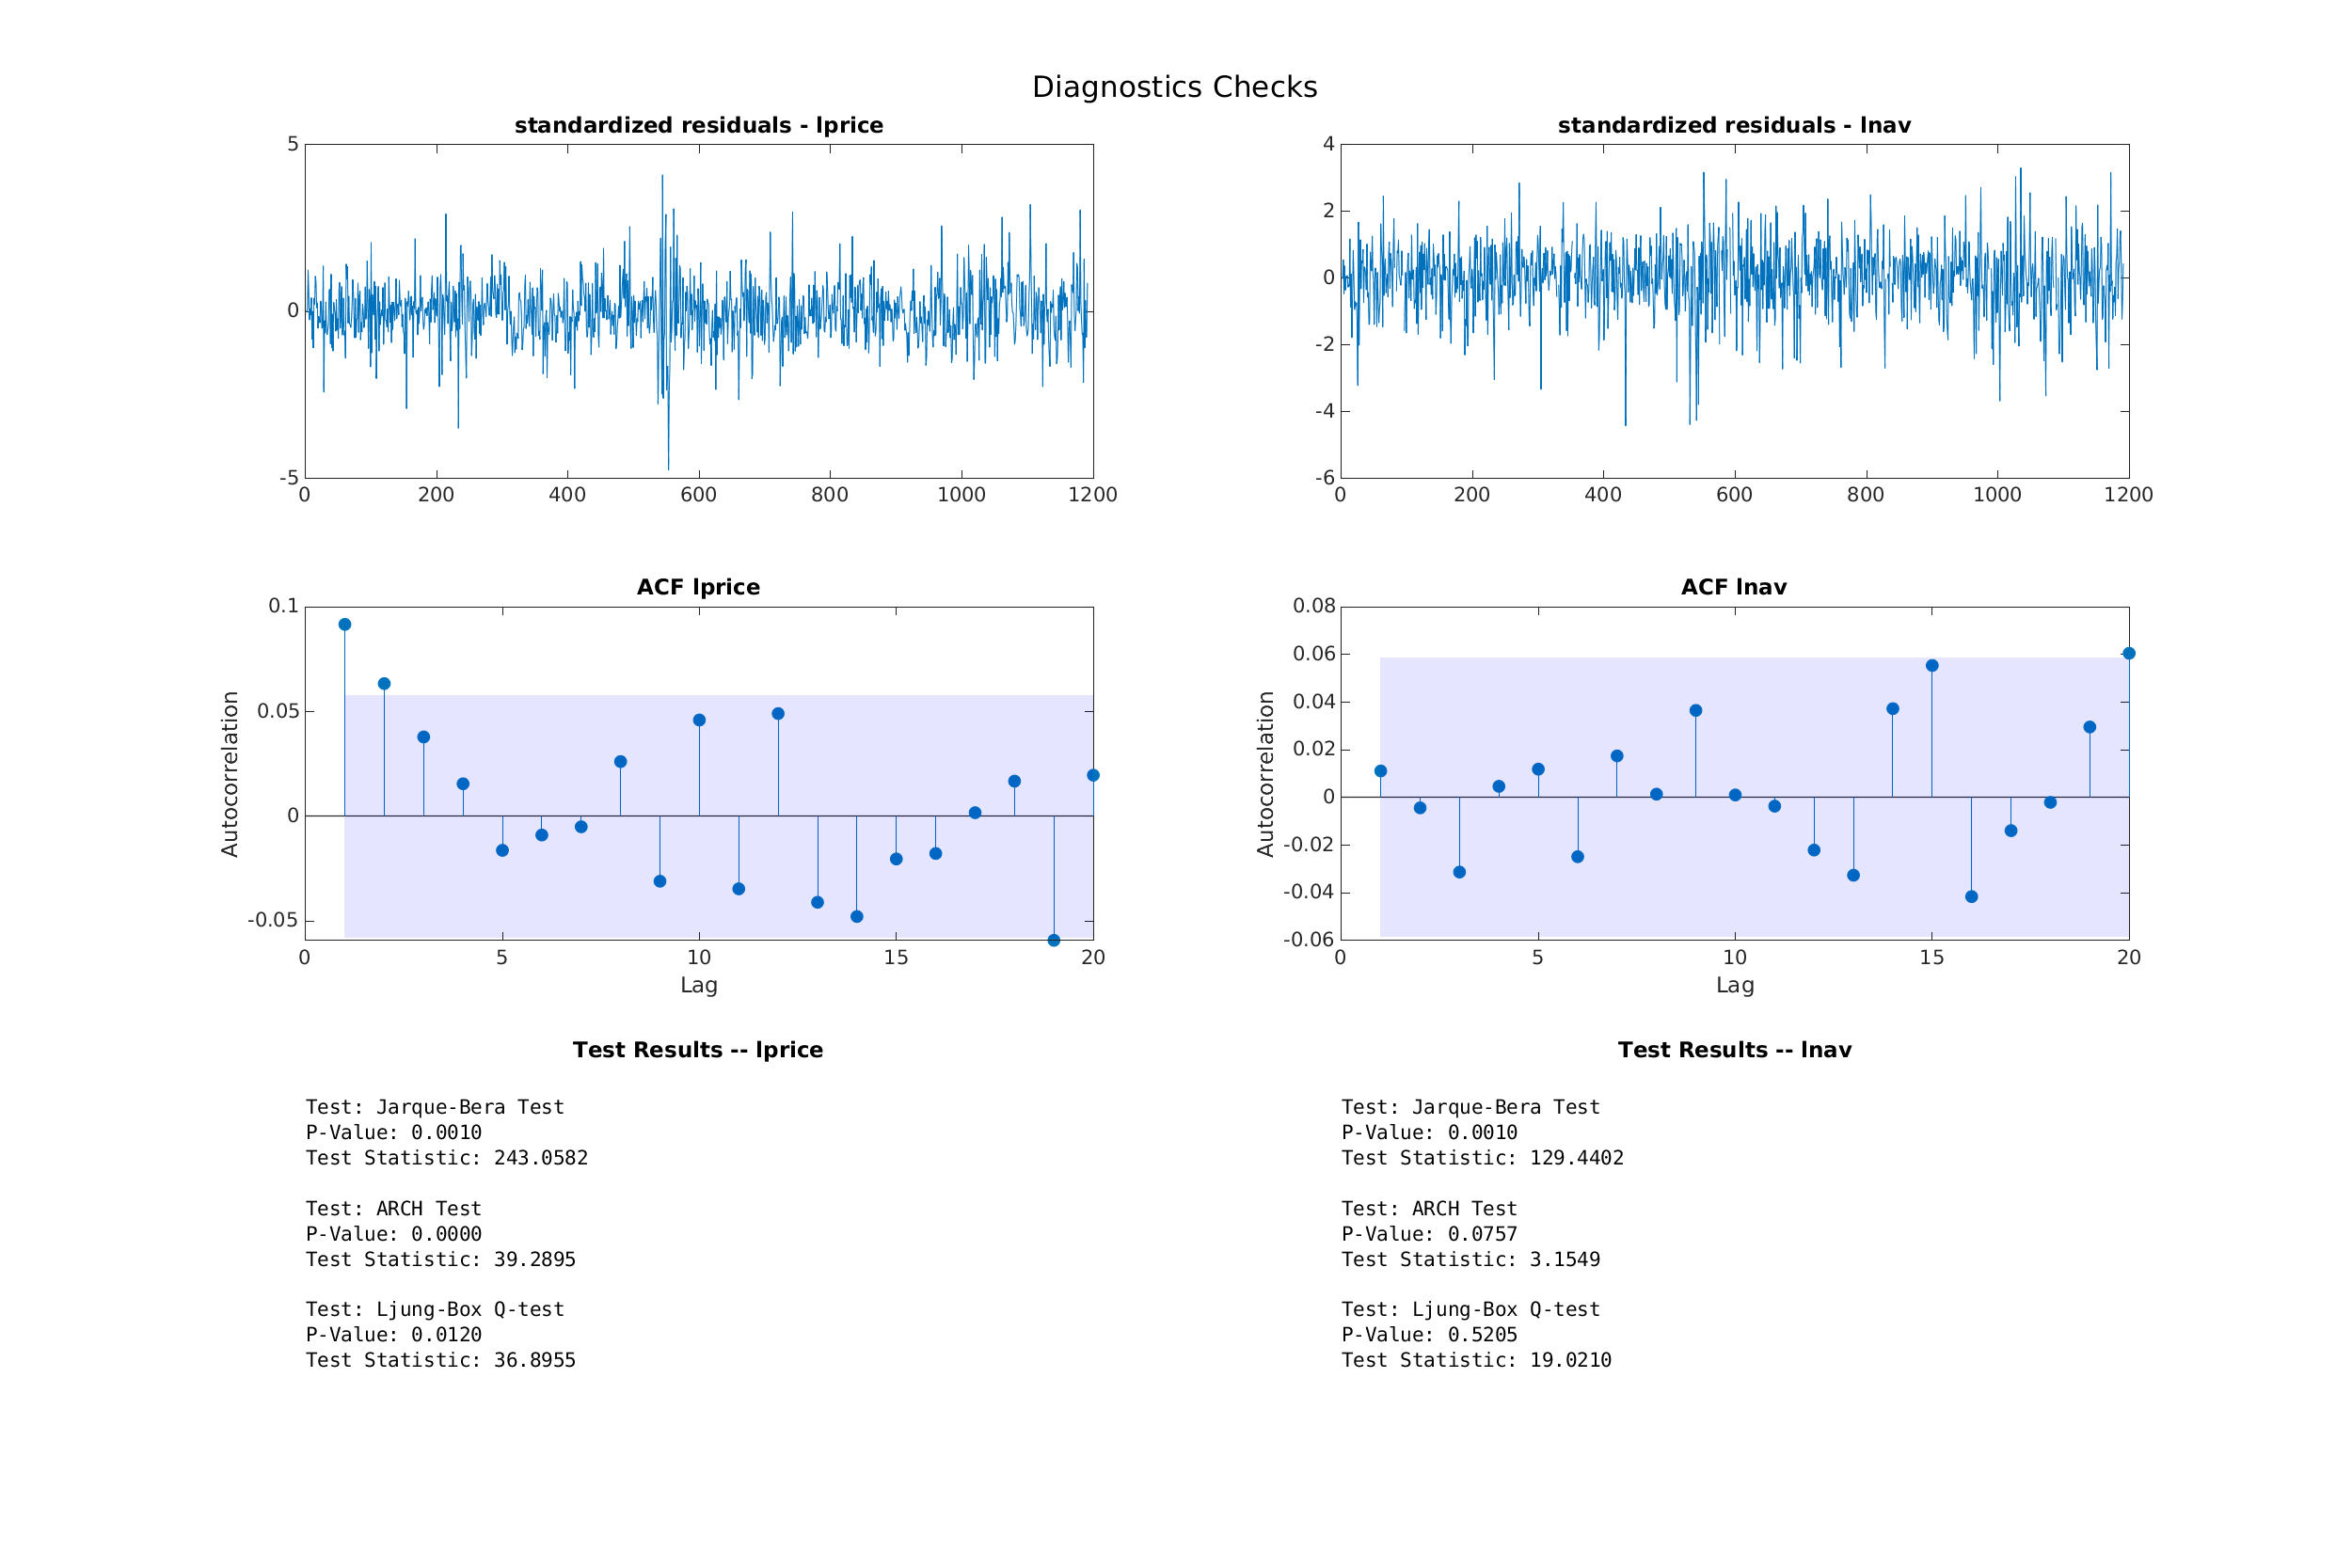 Diagnostics Checks
standardized residuals - lprice
5
0
-5
0 200 400 600 800 1000 1200
standardized residuals - lnav
4
2
0
-2
-4
-6
0 200 400 600 800 1000 1200
ACF lprice
0.1
0.05
0
-0.05
Autocorrelation
0 5 10 15 20
Lag
ACF lnav
0.08
0.06
0.04
0.02
0
-0.02
-0.04
-0.06
Autocorrelation
0 5 10 15 20
Lag
Test Results -- lprice
Test: Jarque-Bera Test
P-Value: 0.0010
Test Statistic: 243.0582
Test: ARCH Test
P-Value: 0.0000
Test Statistic: 39.2895
Test: Ljung-Box Q-test
P-Value: 0.0120
Test Statistic: 36.8955
Test Results -- lnav
Test: Jarque-Bera Test
P-Value: 0.0010
Test Statistic: 129.4402
Test: ARCH Test
P-Value: 0.0757
Test Statistic: 3.1549
Test: Ljung-Box Q-test
P-Value: 0.5205
Test Statistic: 19.0210